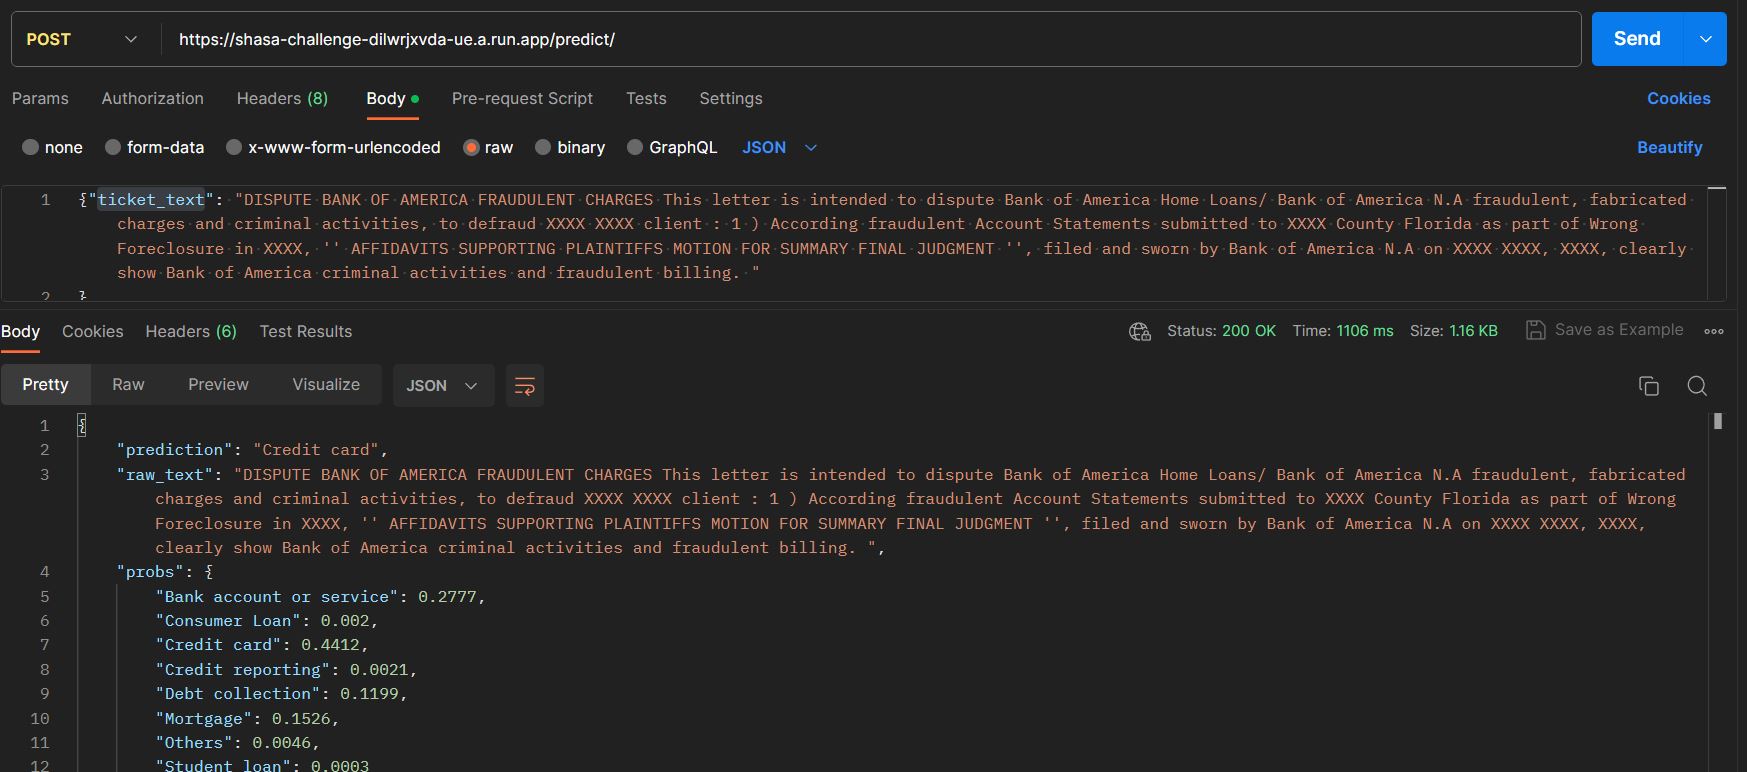 POST https://shasa-challenge-dilwrjxvda-ue.a.run.app/predict/ Send
Params Authorization Headers (8) Body Pre-request Script Tests Settings Cookies
none form-data x-www-form-urlencoded raw binary GraphQL JSON Beautify
1 {"ticket_text": "DISPUTE BANK OF AMERICA FRAUDULENT CHARGES This letter is intended to dispute Bank of America Home Loans/ Bank of America N.A fraudulent, fabricated
charges and criminal activities, to defraud XXXX XXXX client : 1 ) According fraudulent Account Statements submitted to XXXX County Florida as part of Wrong
Foreclosure in XXXX, '' AFFIDAVITS SUPPORTING PLAINTIFFS MOTION FOR SUMMARY FINAL JUDGMENT '', filed and sworn by Bank of America N.A on XXXX XXXX, XXXX, clearly
show Bank of America criminal activities and fraudulent billing. "
2 }
Body Cookies Headers (6) Test Results Status: 200 OK Time: 1106 ms Size: 1.16 KB Save as Example
Pretty Raw Preview Visualize JSON
1 {
2 "prediction": "Credit card",
3 "raw_text": "DISPUTE BANK OF AMERICA FRAUDULENT CHARGES This letter is intended to dispute Bank of America Home Loans/ Bank of America N.A fraudulent, fabricated
charges and criminal activities, to defraud XXXX XXXX client : 1 ) According fraudulent Account Statements submitted to XXXX County Florida as part of Wrong
Foreclosure in XXXX, '' AFFIDAVITS SUPPORTING PLAINTIFFS MOTION FOR SUMMARY FINAL JUDGMENT '', filed and sworn by Bank of America N.A on XXXX XXXX, XXXX,
clearly show Bank of America criminal activities and fraudulent billing. ",
4 "probs": {
5 "Bank account or service": 0.2777,
6 "Consumer Loan": 0.002,
7 "Credit card": 0.4412,
8 "Credit reporting": 0.0021,
9 "Debt collection": 0.1199,
10 "Mortgage": 0.1526,
11 "Others": 0.0046,
12 "Student loan": 0.0003